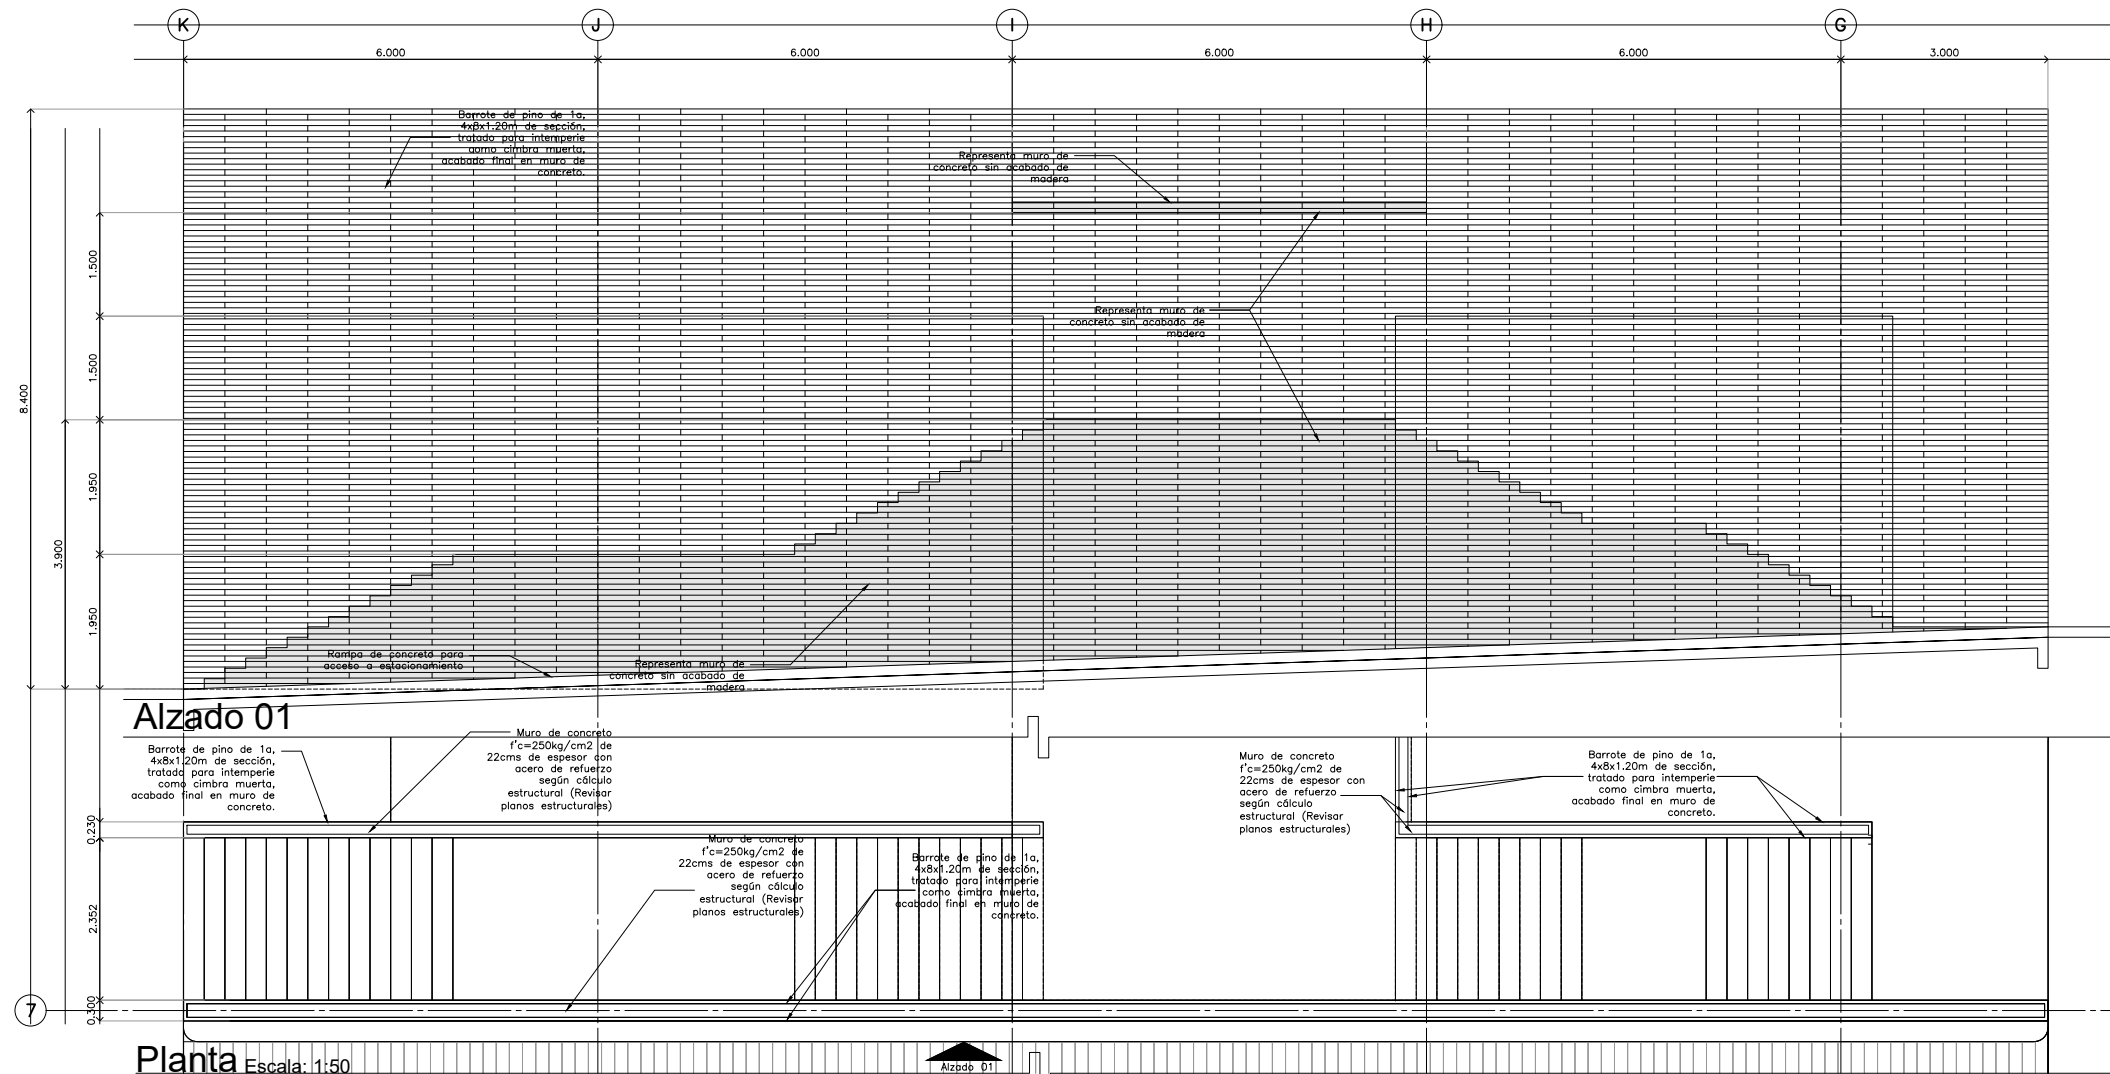 K
J
I
H
G
6.000
6.000
6.000
6.000
3.000
Barrote de pino de 1a,
4x8x1.20m de sección,
tratado para intemperie
como cimbra muerta,
acabado final en muro de
concreto.
Representa muro de
concreto sin acabado de
madera
1.500
Representa muro de
concreto sin acabado de
madera
1.500
8.400
1.950
3.900
1.950
Rampa de concreto para
acceso a estacionamiento
Representa muro de
concreto sin acabado de
madera
Alzado 01
Barrote de pino de 1a,
4x8x1.20m de sección,
tratado para intemperie
como cimbra muerta,
acabado final en muro de
concreto.
Muro de concreto
f'c=250kg/cm2 de
22cms de espesor con
acero de refuerzo
según cálculo
estructural (Revisar
planos estructurales)
Muro de concreto
f'c=250kg/cm2 de
22cms de espesor con
acero de refuerzo
según cálculo
estructural (Revisar
planos estructurales)
Barrote de pino de 1a,
4x8x1.20m de sección,
tratado para intemperie
como cimbra muerta,
acabado final en muro de
concreto.
0.230
Muro de concreto
f'c=250kg/cm2 de
22cms de espesor con
acero de refuerzo
según cálculo
estructural (Revisar
planos estructurales)
Barrote de pino de 1a,
4x8x1.20m de sección,
tratado para intemperie
como cimbra muerta,
acabado final en muro de
concreto.
2.352
0.300
7
Planta Escala: 1:50
Alzado 01